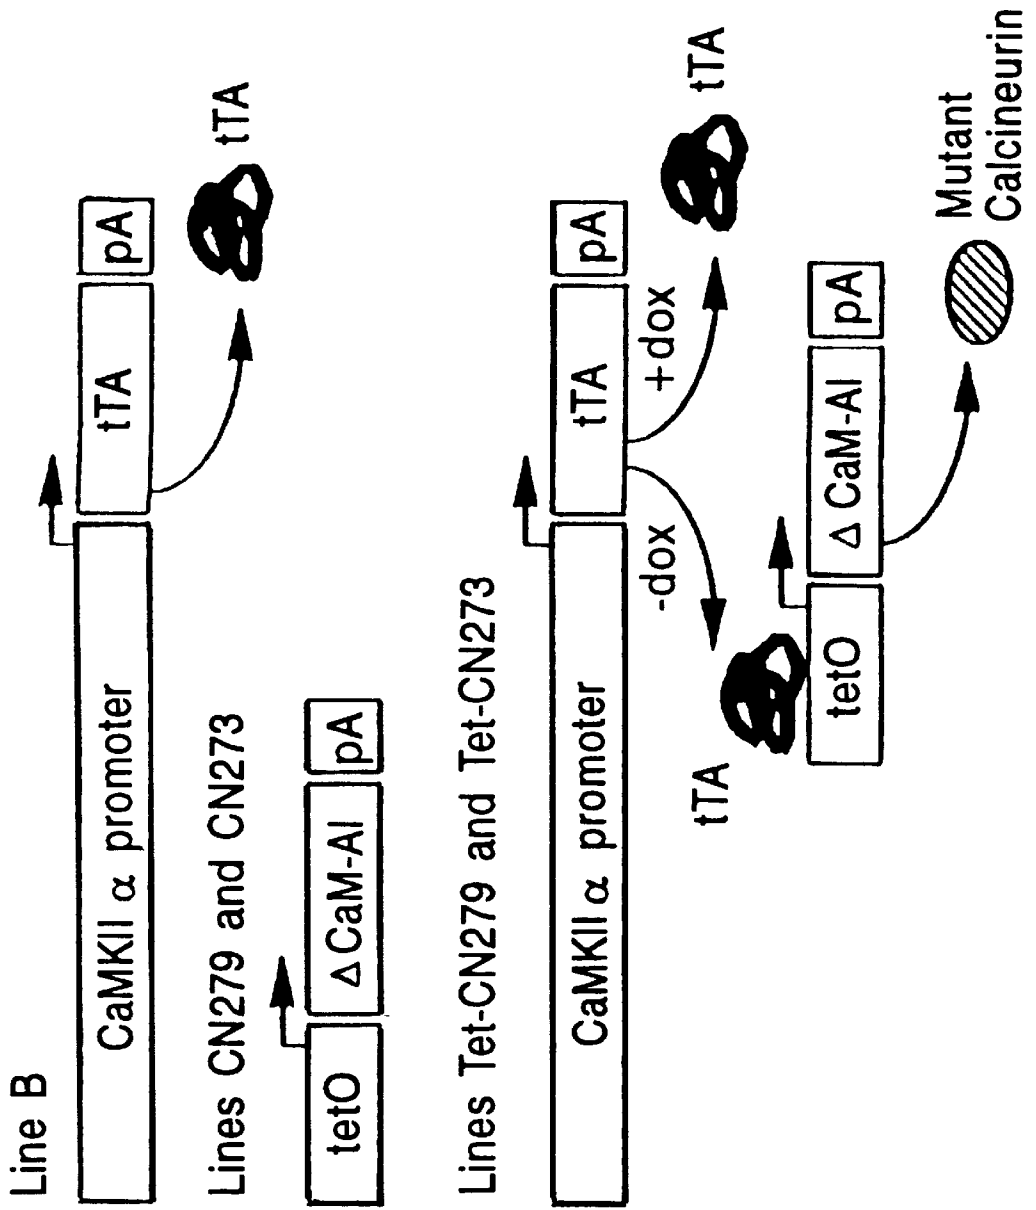 Line B
CaMKII α promoter
tTA
pA
tTA
Lines CN279 and CN273
tetO
Δ CaM-AI
pA
Lines Tet-CN279 and Tet-CN273
CaMKII α promoter
tTA
pA
-dox
+dox
tTA
tTA
tetO
Δ CaM-AI
pA
Mutant
Calcineurin